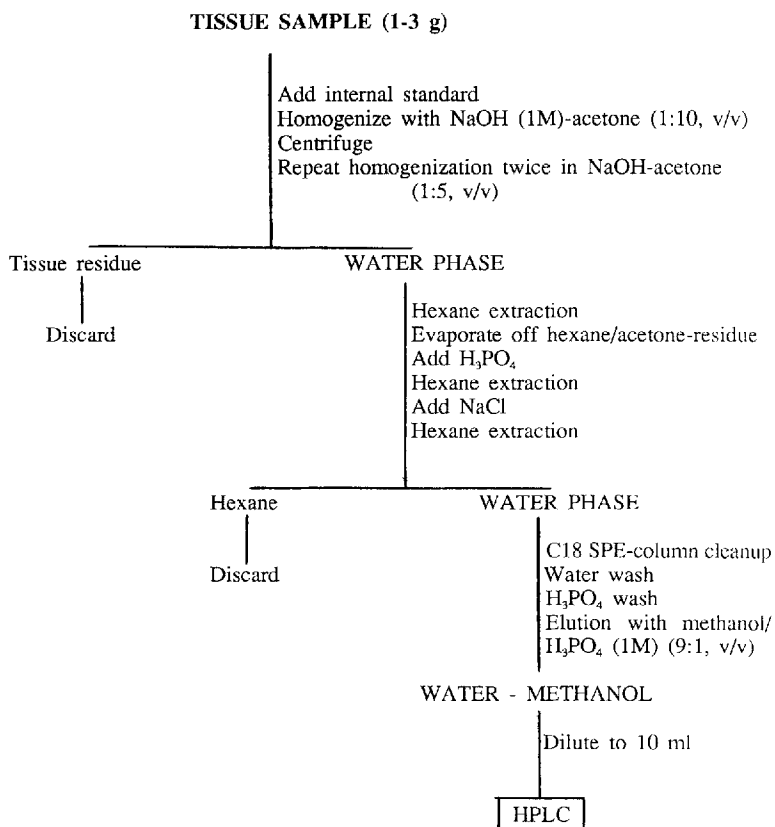 TISSUE SAMPLE (1-3 g)
Add internal standard
Homogenize with NaOH (1M)-acetone (1:10, v/v)
Centrifuge
Repeat homogenization twice in NaOH-acetone
(1:5, v/v)
Tissue residue
WATER PHASE
Discard
Hexane extraction
Evaporate off hexane/acetone-residue
Add H₃PO₄
Hexane extraction
Add NaCl
Hexane extraction
Hexane
WATER PHASE
Discard
C18 SPE-column cleanup
Water wash
H₃PO₄ wash
Elution with methanol/
H₃PO₄ (1M) (9:1, v/v)
WATER - METHANOL
Dilute to 10 ml
HPLC